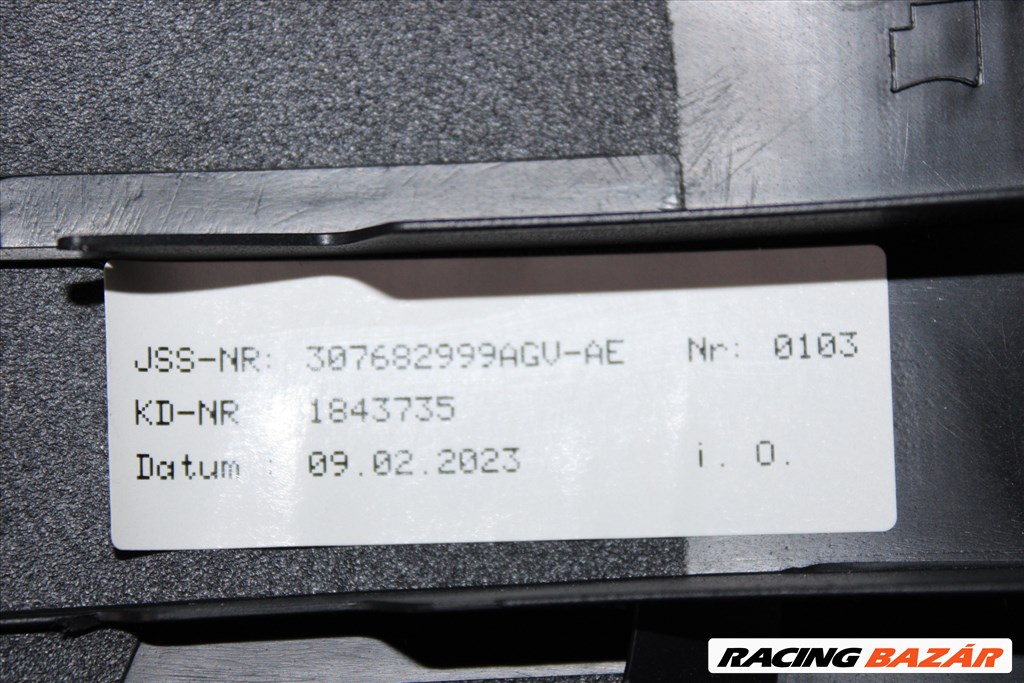 JSS-NR: 307682999AGV-AE Nr: 0103
KD-NR 1843735
Datum : 09.02.2023 i.O.
RACING BAZÁR